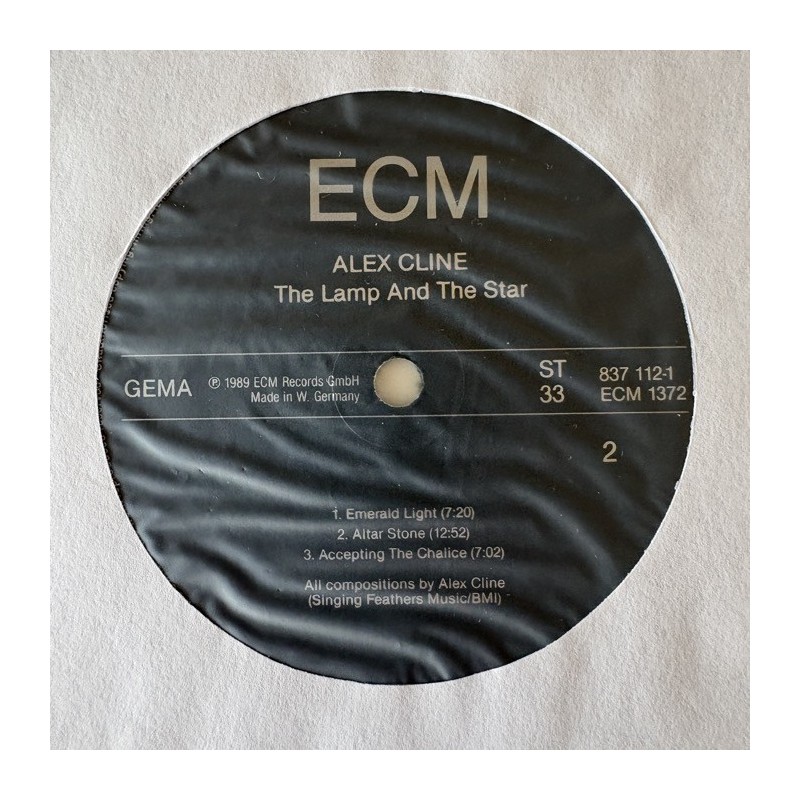 ECM
ALEX CLINE
The Lamp And The Star
GEMA
℗ 1989 ECM Records GmbH
Made in W. Germany
ST
33
837 112-1
ECM 1372
2
1. Emerald Light (7:20)
2. Altar Stone (12:52)
3. Accepting The Chalice (7:02)
All compositions by Alex Cline
(Singing Feathers Music/BMI)